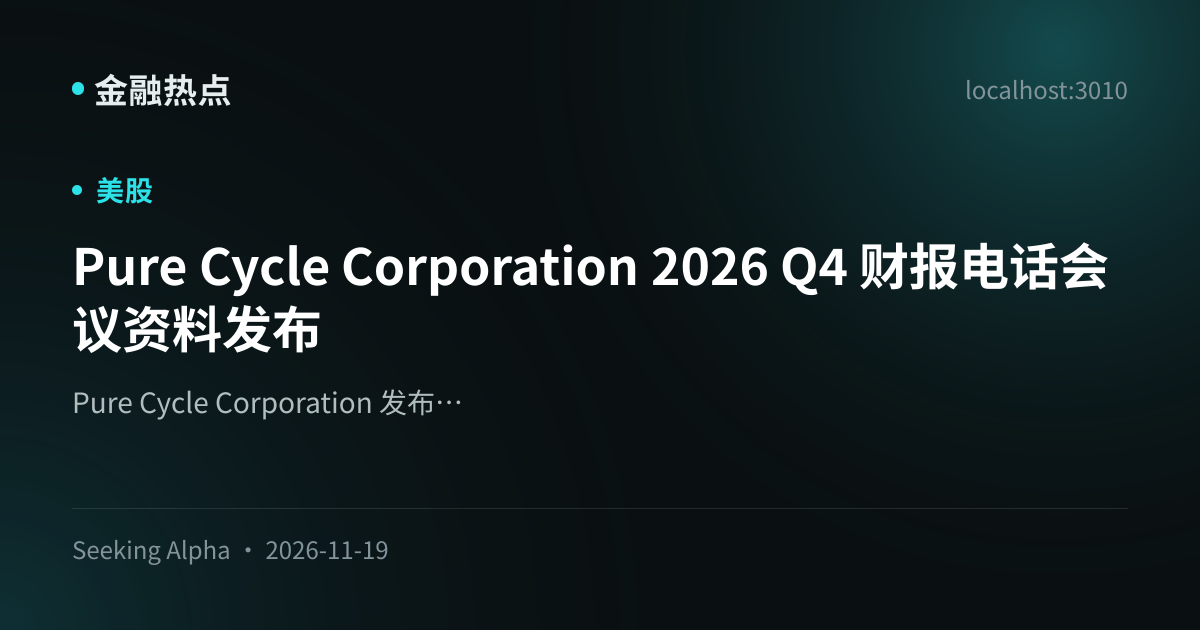 金融热点
localhost:3010
美股
Pure Cycle Corporation 2026 Q4 财报电话会
议资料发布
Pure Cycle Corporation 发布…
Seeking Alpha • 2026-11-19